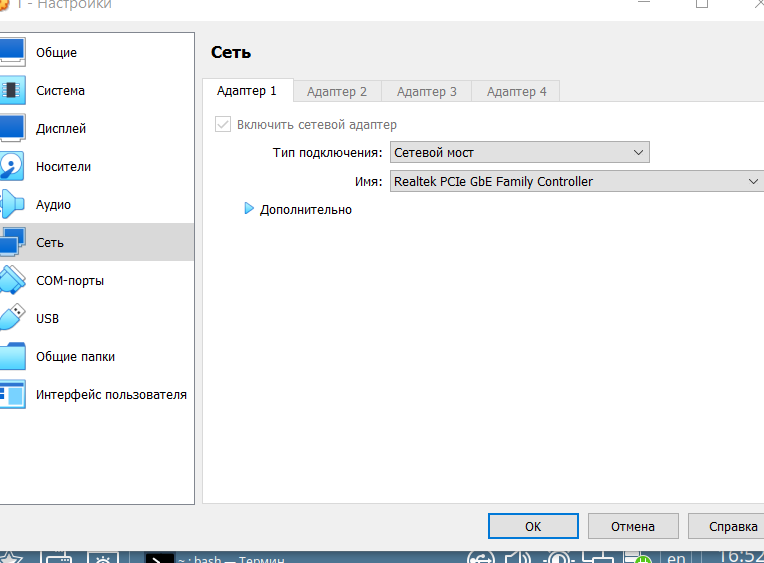 1 - Настройки
Общие
Система
Дисплей
Носители
Аудио
Сеть
COM-порты
USB
Общие папки
Интерфейс пользователя
Сеть
Адаптер 1 Адаптер 2 Адаптер 3 Адаптер 4
Включить сетевой адаптер
Тип подключения: Сетевой мост
Имя: Realtek PCIe GbE Family Controller
Дополнительно
OK Отмена Справка
~ : bash — Термин en 16:52